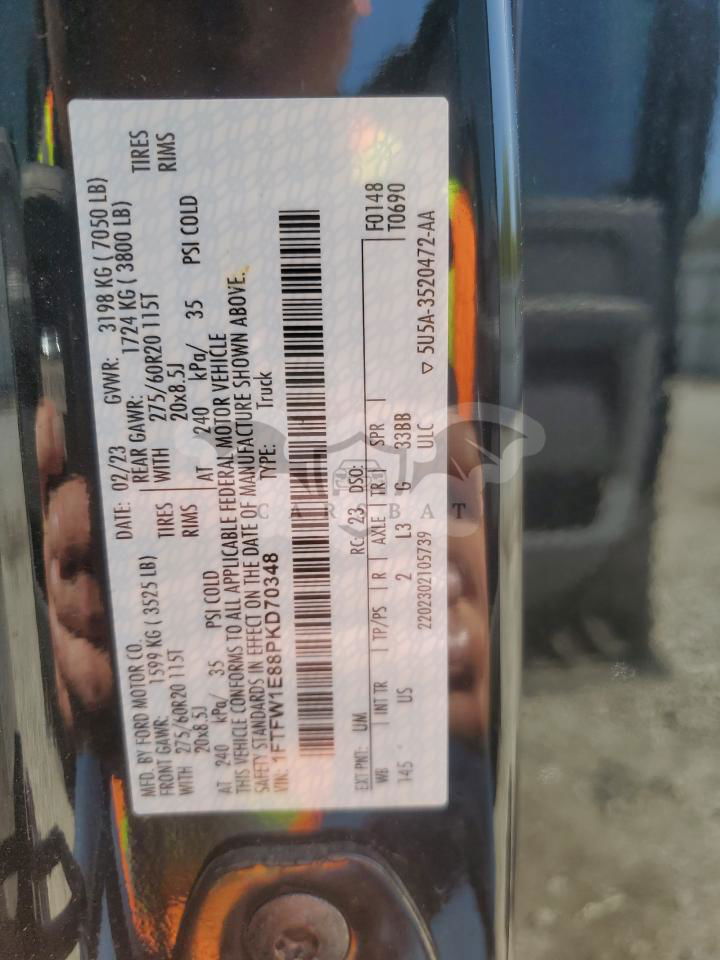 MFD. BY FORD MOTOR CO. DATE: 02/23 GVWR: 3198 KG ( 7050 LB)
FRONT GAWR: 1599 KG ( 3525 LB) REAR GAWR: 1724 KG ( 3800 LB)
WITH 275/60R20 115T TIRES WITH 275/60R20 115T TIRES
20x8.5J RIMS 20x8.5J RIMS
AT 240 kPa/ 35 PSI COLD AT 240 kPa/ 35 PSI COLD
THIS VEHICLE CONFORMS TO ALL APPLICABLE FEDERAL MOTOR VEHICLE
SAFETY STANDARDS IN EFFECT ON THE DATE OF MANUFACTURE SHOWN ABOVE.
VIN: 1FTFW1E88PKD70348 TYPE: Truck
EXT PNT: UM RC: 23 DSO: F0148
WB INT TR TP/PS R AXLE TR SPR T0690
145 US 2 L3 G 33BB
2202302105739 ULC ▽ 5U5A-3520472-AA
CAR BAT